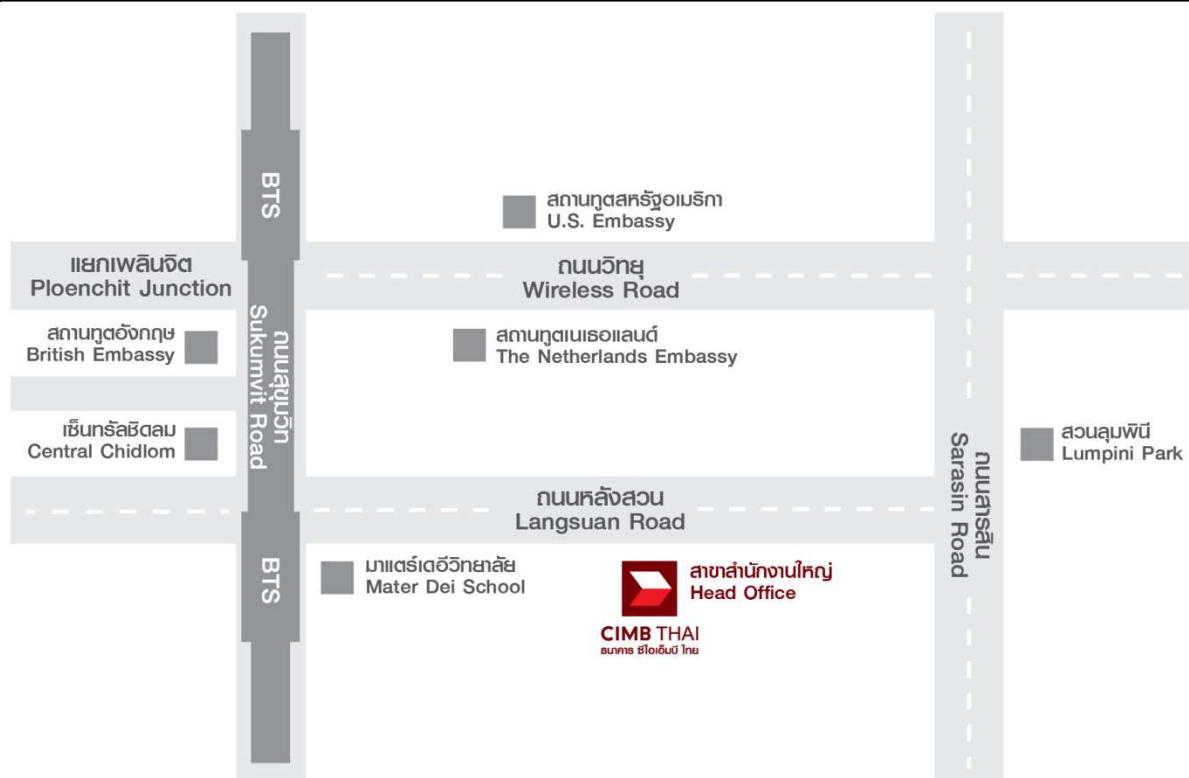 BTS
สถานทูตสหรัฐอเมริกา
U.S. Embassy
แยกเพลินจิต
Ploenchit Junction
ถนนวิทยุ
Wireless Road
สถานทูตอังกฤษ
British Embassy
ถนนสุขุมวิท
Sukumvit Road
สถานทูตเนเธอแลนด์
The Netherlands Embassy
เซ็นทรัลชิดลม
Central Chidlom
สวนลุมพินี
Lumpini Park
ถนนสารสิน
Sarasin Road
ถนนหลังสวน
Langsuan Road
BTS
มาแตร์เดอีวิทยาลัย
Mater Dei School
สาขาสำนักงานใหญ่
Head Office
CIMB THAI
ธนาคาร ซีไอเอ็มบี ไทย